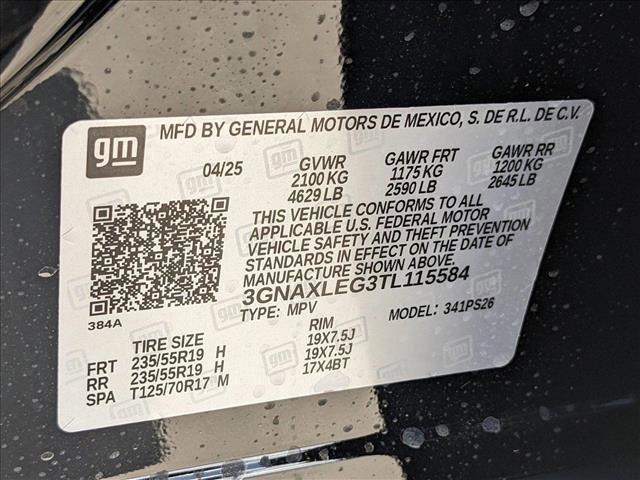 gm
MFD BY GENERAL MOTORS DE MEXICO, S. DE R.L. DE C.V.
04/25 GVWR GAWR FRT GAWR RR
2100 KG 1175 KG 1200 KG
4629 LB 2590 LB 2645 LB
THIS VEHICLE CONFORMS TO ALL
APPLICABLE U.S. FEDERAL MOTOR
VEHICLE SAFETY AND THEFT PREVENTION
STANDARDS IN EFFECT ON THE DATE OF
MANUFACTURE SHOWN ABOVE.
3GNAXLEG3TL115584
TYPE: MPV MODEL: 341PS26
384A
TIRE SIZE RIM
FRT 235/55R19 H 19X7.5J
RR 235/55R19 H 19X7.5J
SPA T125/70R17 M 17X4BT